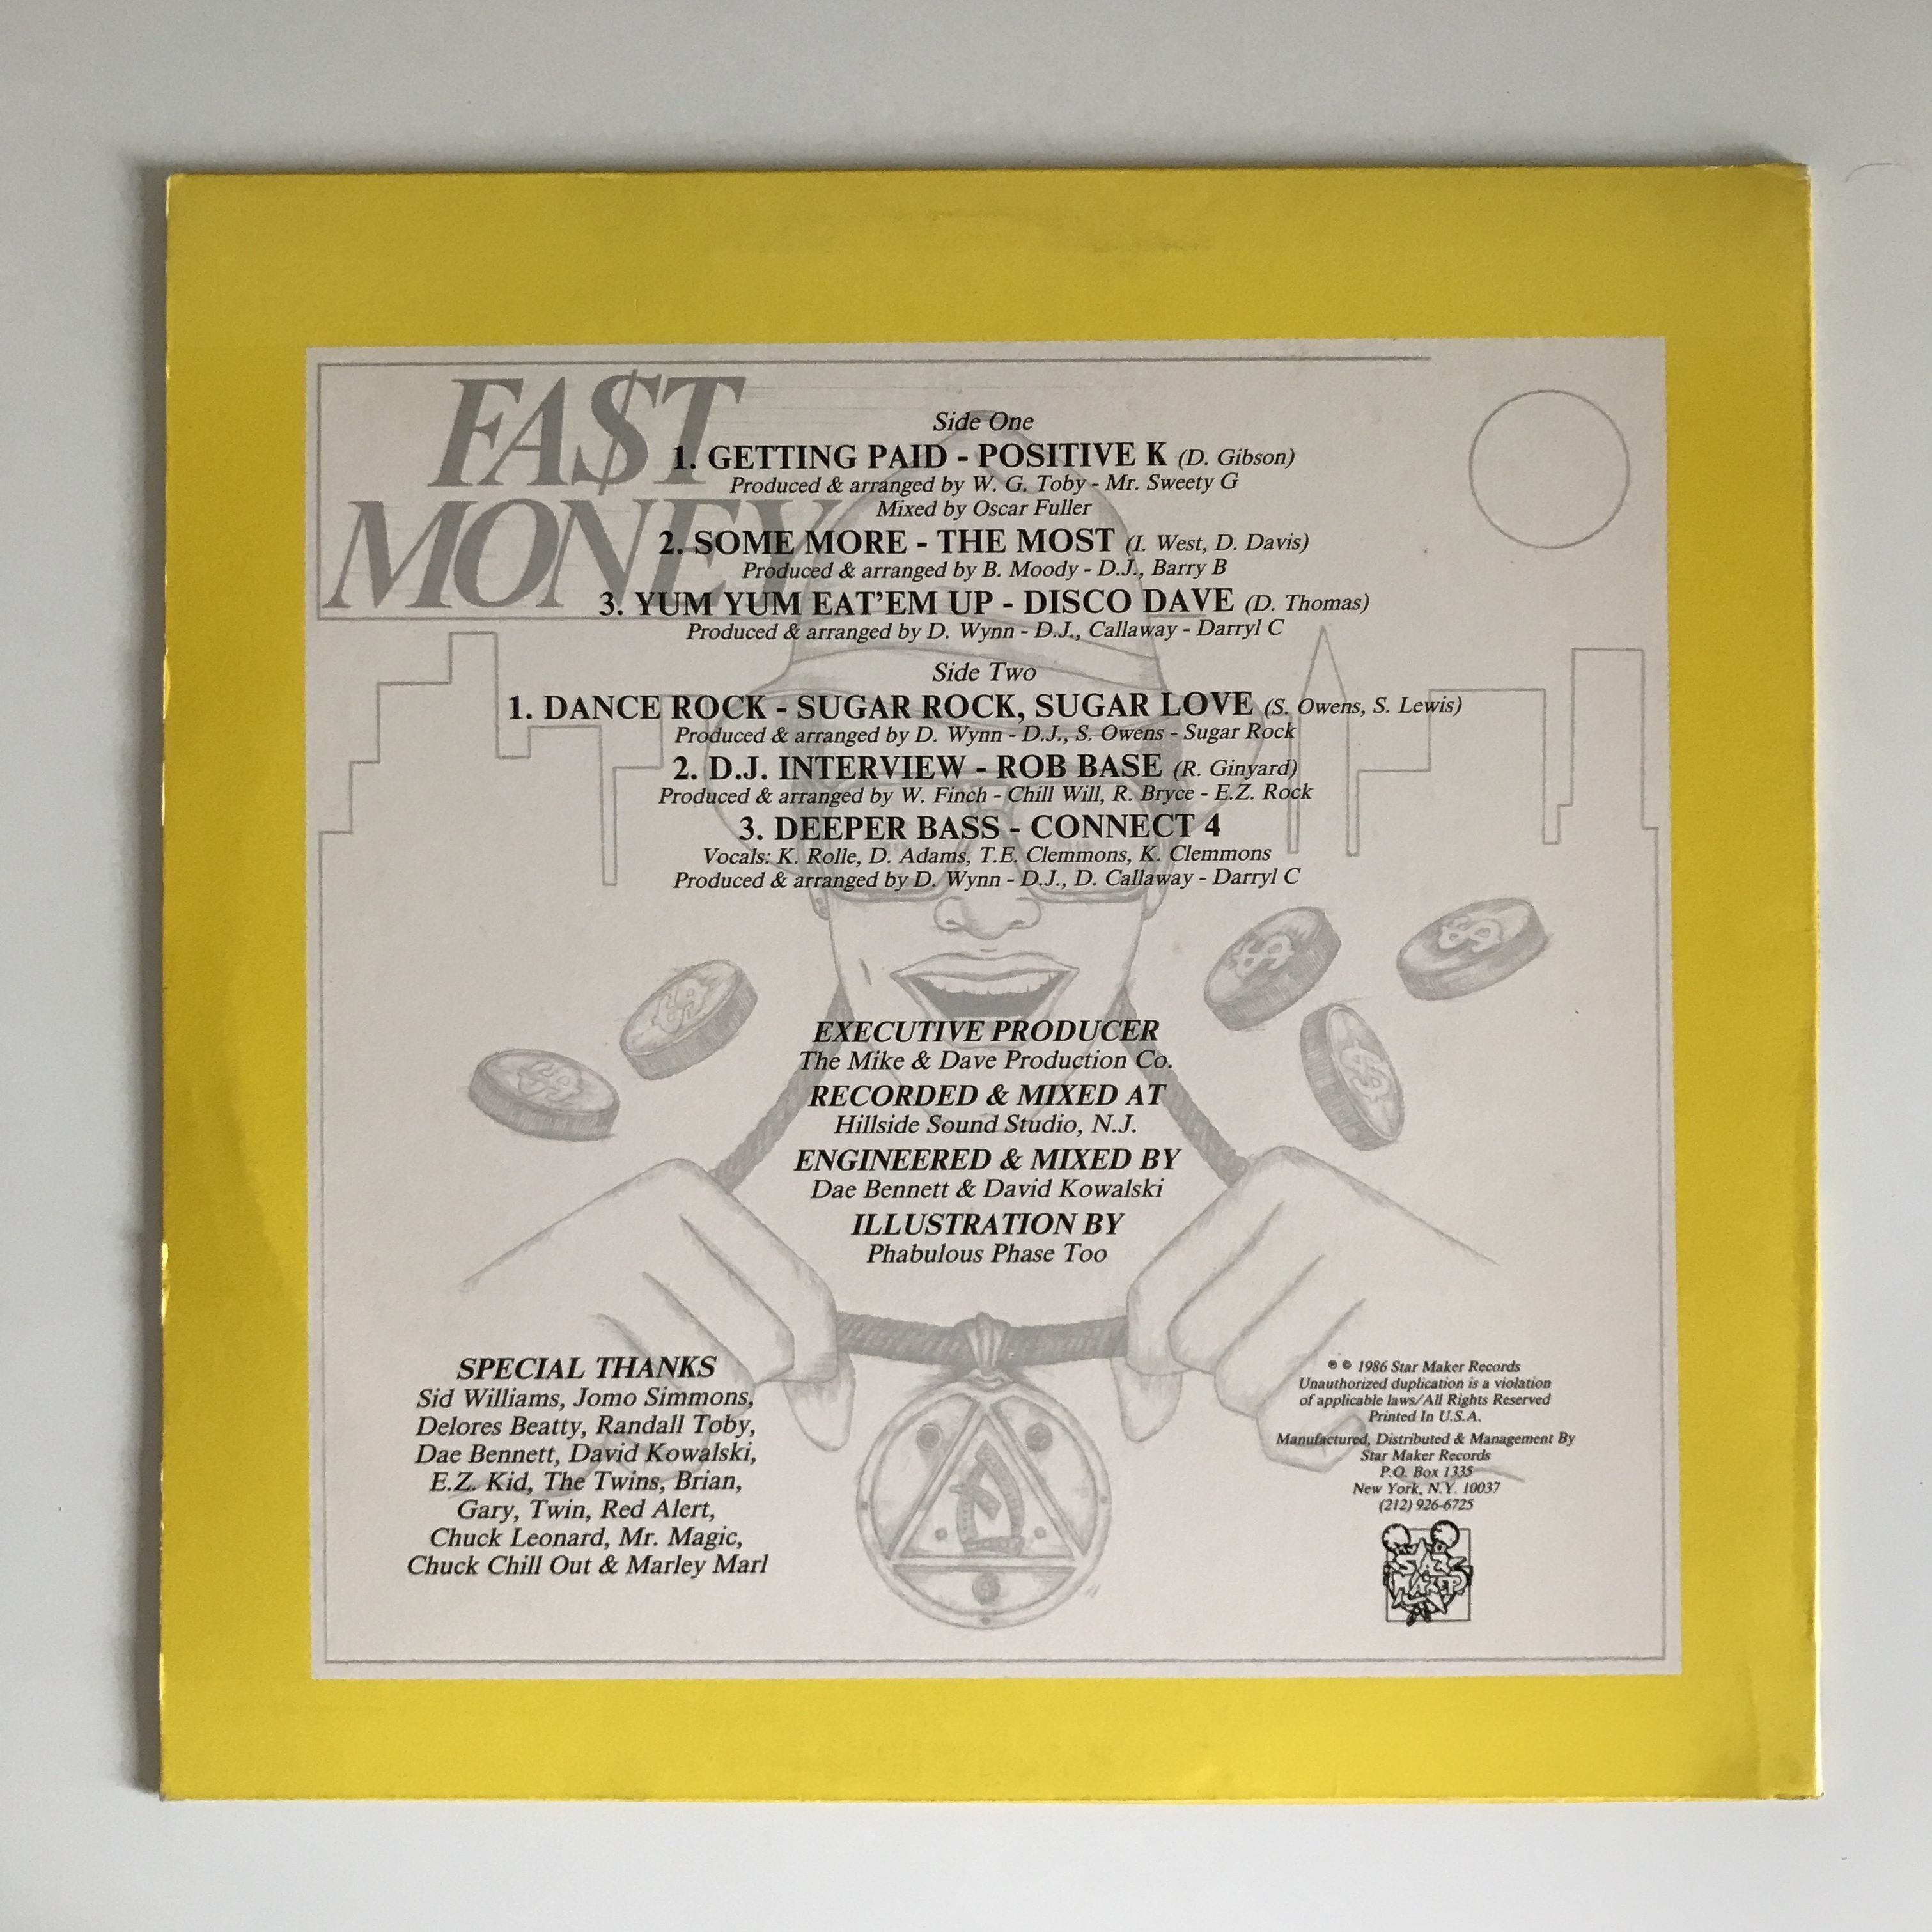 FA$T
MONEY
Side One
1. GETTING PAID - POSITIVE K (D. Gibson)
Produced & arranged by W. G. Toby - Mr. Sweety G
Mixed by Oscar Fuller
2. SOME MORE - THE MOST (I. West, D. Davis)
Produced & arranged by B. Moody - D.J., Barry B
3. YUM YUM EAT'EM UP - DISCO DAVE (D. Thomas)
Produced & arranged by D. Wynn - D.J., Callaway - Darryl C
Side Two
1. DANCE ROCK - SUGAR ROCK, SUGAR LOVE (S. Owens, S. Lewis)
Produced & arranged by D. Wynn - D.J., S. Owens - Sugar Rock
2. D.J. INTERVIEW - ROB BASE (R. Ginyard)
Produced & arranged by W. Finch - Chill Will, R. Bryce - E.Z. Rock
3. DEEPER BASS - CONNECT 4
Vocals: K. Rolle, D. Adams, T.E. Clemmons, K. Clemmons
Produced & arranged by D. Wynn - D.J., D. Callaway - Darryl C
EXECUTIVE PRODUCER
The Mike & Dave Production Co.
RECORDED & MIXED AT
Hillside Sound Studio, N.J.
ENGINEERED & MIXED BY
Dae Bennett & David Kowalski
ILLUSTRATION BY
Phabulous Phase Too
SPECIAL THANKS
Sid Williams, Jomo Simmons,
Delores Beatty, Randall Toby,
Dae Bennett, David Kowalski,
E.Z. Kid, The Twins, Brian,
Gary, Twin, Red Alert,
Chuck Leonard, Mr. Magic,
Chuck Chill Out & Marley Marl
℗ © 1986 Star Maker Records
Unauthorized duplication is a violation
of applicable laws/All Rights Reserved
Printed In U.S.A.
Manufactured, Distributed & Management By
Star Maker Records
P.O. Box 1335
New York, N.Y. 10037
(212) 926-6725
STAR
MAKER